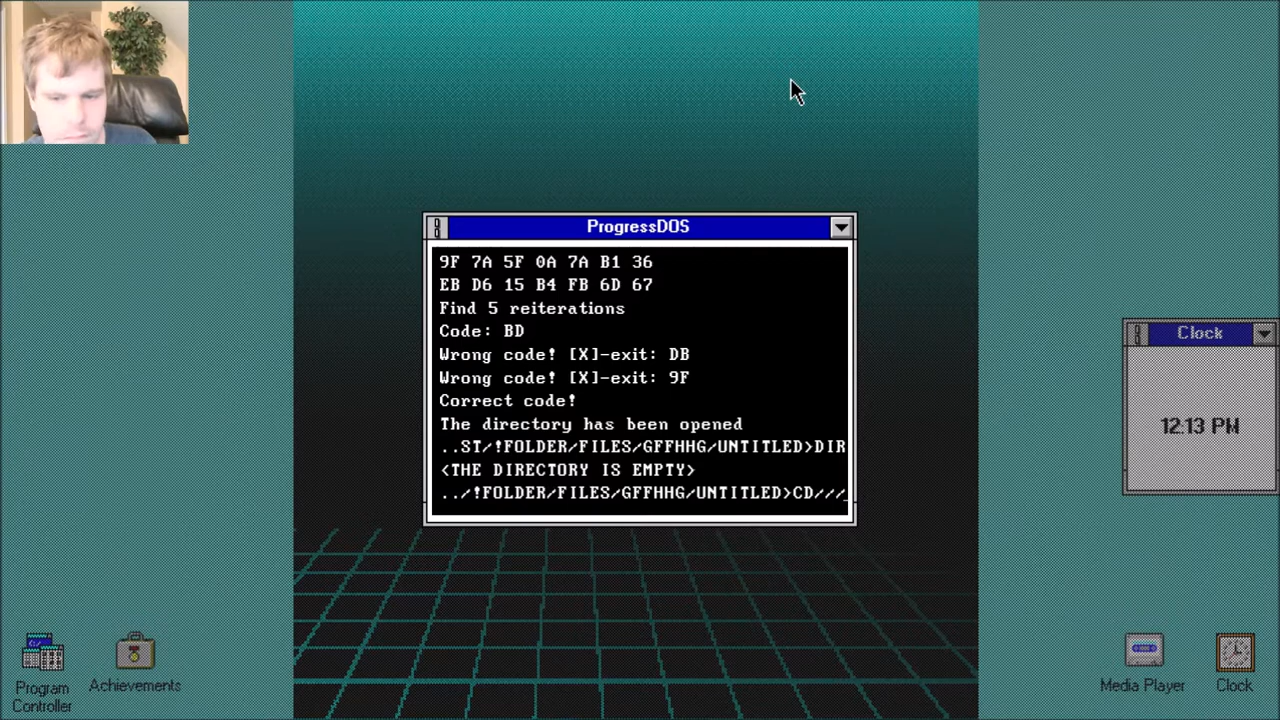 ProgressDOS
9F 7A 5F 0A 7A B1 36
EB D6 15 B4 FB 6D 67
Find 5 reiterations
Code: BD
Wrong code! [X]-exit: DB
Wrong code! [X]-exit: 9F
Correct code!
The directory has been opened
..ST/!FOLDER/FILES/GFFHHG/UNTITLED>DIR
<THE DIRECTORY IS EMPTY>
../!FOLDER/FILES/GFFHHG/UNTITLED>CD///_
Clock
12:13 PM
Program
Controller
Achievements
Media Player
Clock